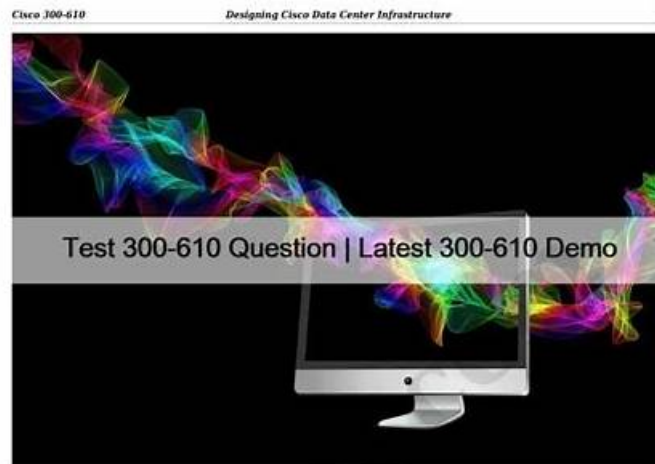 Cisco 300-610 Designing Cisco Data Center Infrastructure
Test 300-610 Question | Latest 300-610 Demo